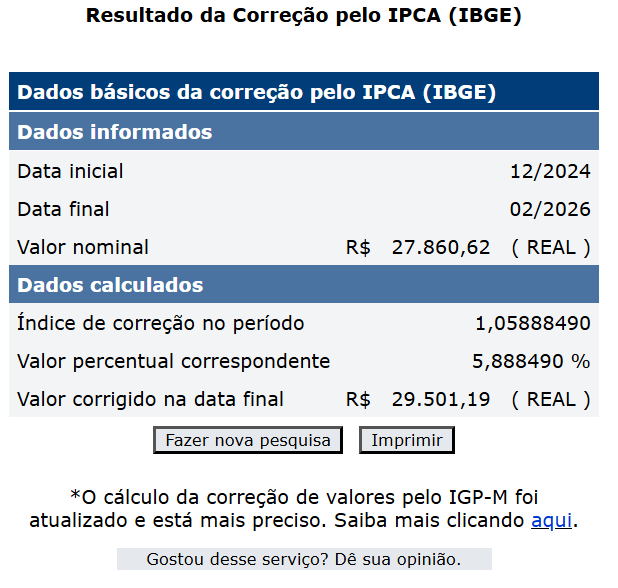 Resultado da Correção pelo IPCA (IBGE)
Dados básicos da correção pelo IPCA (IBGE)
Dados informados
Data inicial 12/2024
Data final 02/2026
Valor nominal R$ 27.860,62 ( REAL )
Dados calculados
Índice de correção no período 1,05888490
Valor percentual correspondente 5,888490 %
Valor corrigido na data final R$ 29.501,19 ( REAL )
Fazer nova pesquisa Imprimir
*O cálculo da correção de valores pelo IGP-M foi
atualizado e está mais preciso. Saiba mais clicando aqui.
Gostou desse serviço? Dê sua opinião.